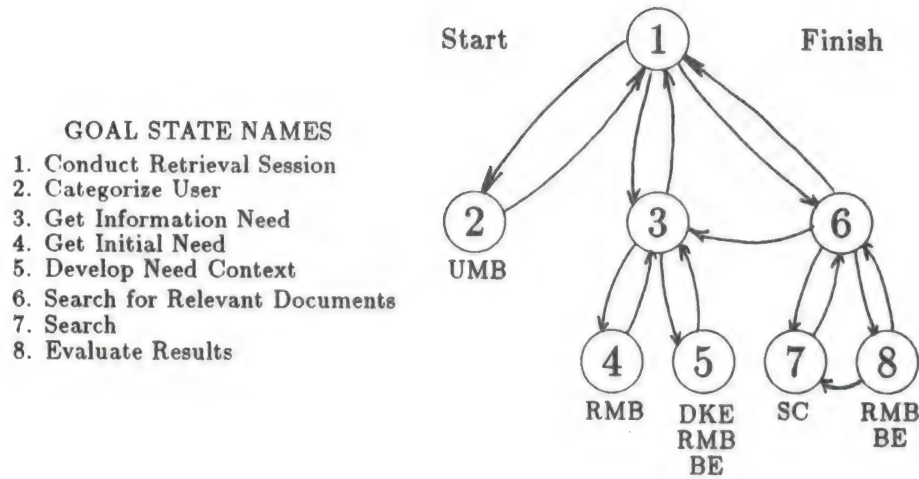 Start
Finish
1
GOAL STATE NAMES
1. Conduct Retrieval Session
2. Categorize User
3. Get Information Need
4. Get Initial Need
5. Develop Need Context
6. Search for Relevant Documents
7. Search
8. Evaluate Results
2
UMB
3
6
4
RMB
5
DKE
RMB
BE
7
SC
8
RMB
BE